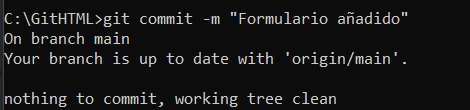 C:\GitHTML>git commit -m "Formulario añadido"
On branch main
Your branch is up to date with 'origin/main'.
nothing to commit, working tree clean